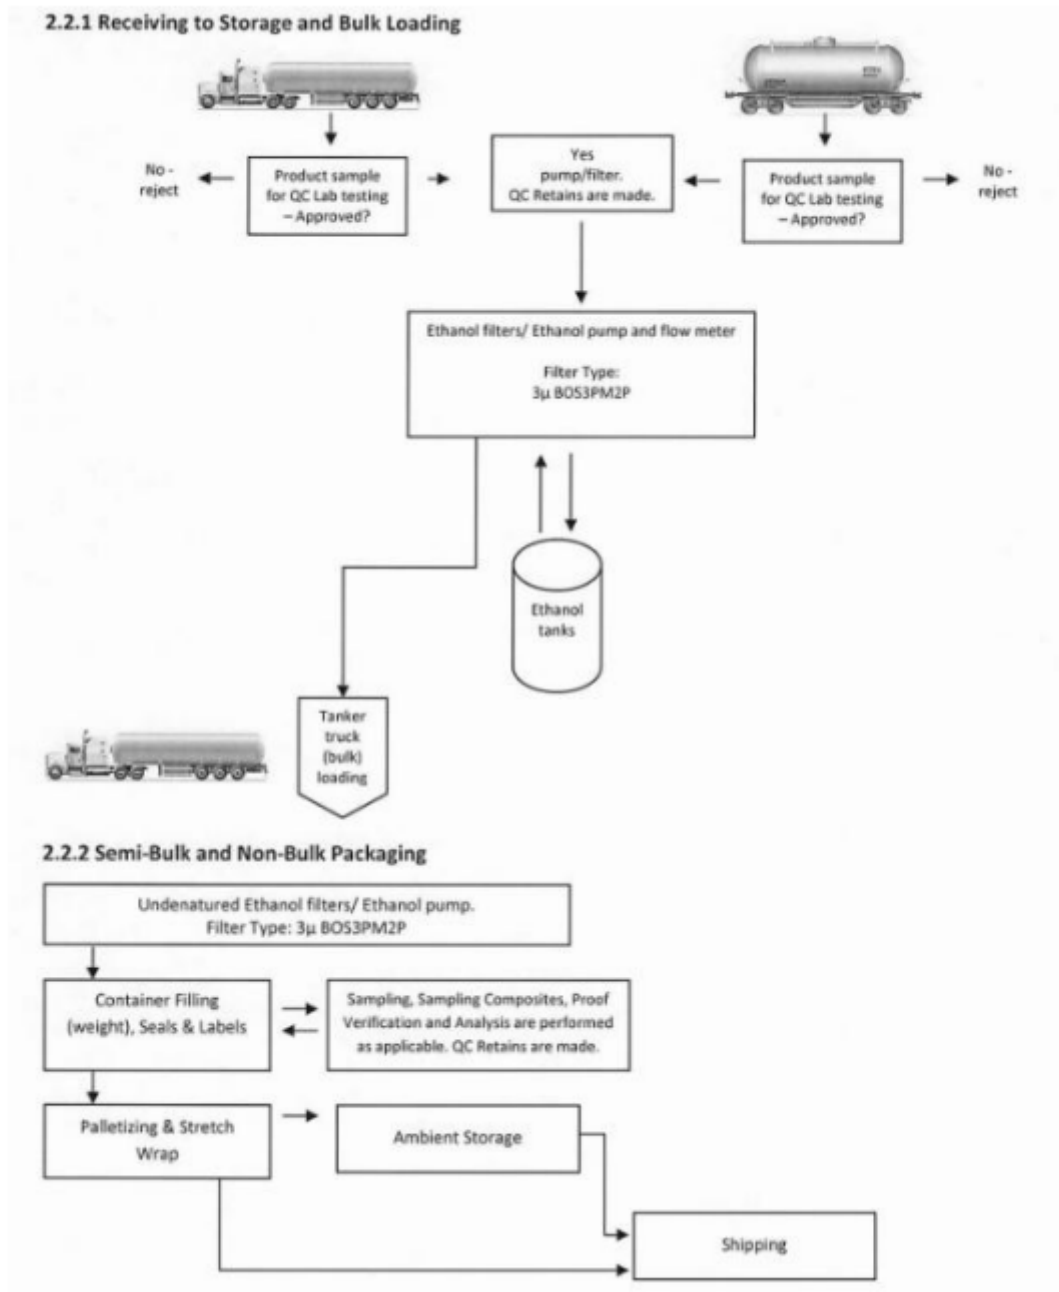 2.2.1 Receiving to Storage and Bulk Loading
No -
reject
Product sample
for QC Lab testing
– Approved?
Yes
pump/filter.
QC Retains are made.
Product sample
for QC Lab testing
– Approved?
No -
reject
Ethanol filters/ Ethanol pump and flow meter
Filter Type:
3µ BOS3PM2P
Ethanol
tanks
Tanker
truck
(bulk)
loading
2.2.2 Semi-Bulk and Non-Bulk Packaging
Undenatured Ethanol filters/ Ethanol pump.
Filter Type: 3µ BOS3PM2P
Container Filling
(weight), Seals & Labels
Sampling, Sampling Composites, Proof
Verification and Analysis are performed
as applicable. QC Retains are made.
Palletizing & Stretch
Wrap
Ambient Storage
Shipping